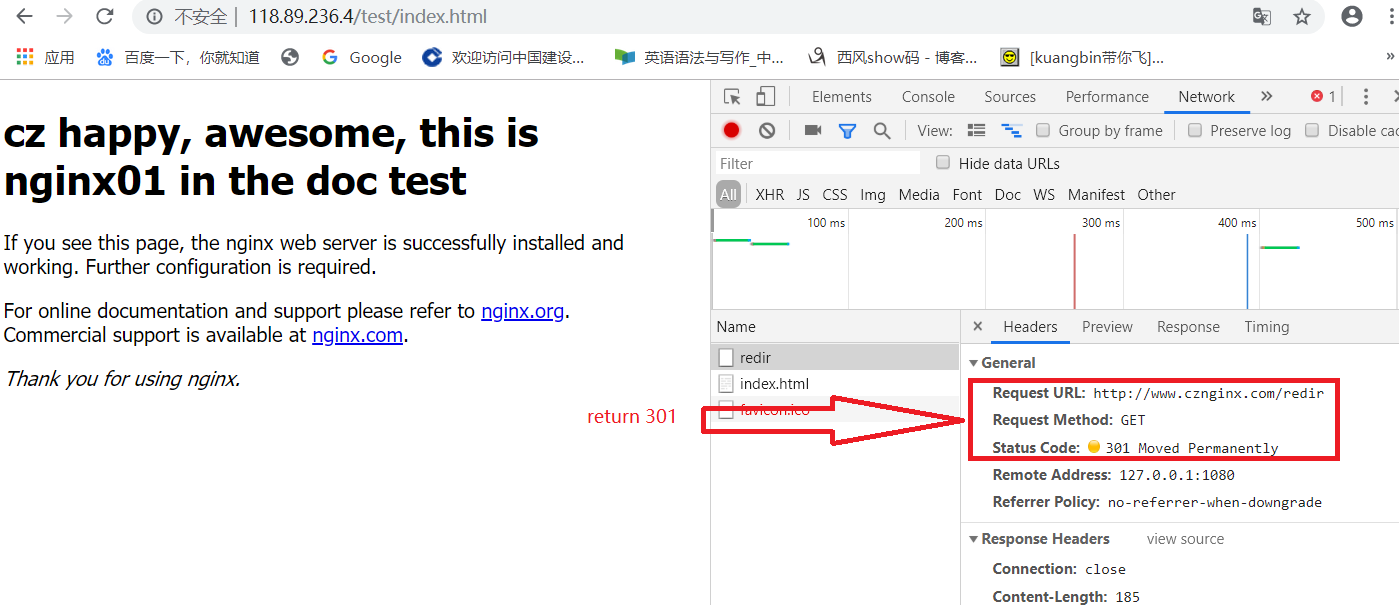 不安全 | 118.89.236.4/test/index.html
应用 百度一下，你就知道 Google 欢迎访问中国建设... 英语语法与写作_中... 西风show码 - 博客... [kuangbin带你飞]... »
cz happy, awesome, this is
nginx01 in the doc test
If you see this page, the nginx web server is successfully installed and
working. Further configuration is required.
For online documentation and support please refer to nginx.org.
Commercial support is available at nginx.com.
Thank you for using nginx.
return 301
Elements Console Sources Performance Network » 1
View: Group by frame Preserve log Disable cac
Filter Hide data URLs
All XHR JS CSS Img Media Font Doc WS Manifest Other
100 ms 200 ms 300 ms 400 ms 500 ms
Name
redir
index.html
favicon.ico
× Headers Preview Response Timing
General
Request URL: http://www.cznginx.com/redir
Request Method: GET
Status Code: 301 Moved Permanently
Remote Address: 127.0.0.1:1080
Referrer Policy: no-referrer-when-downgrade
Response Headers view source
Connection: close
Content-Length: 185